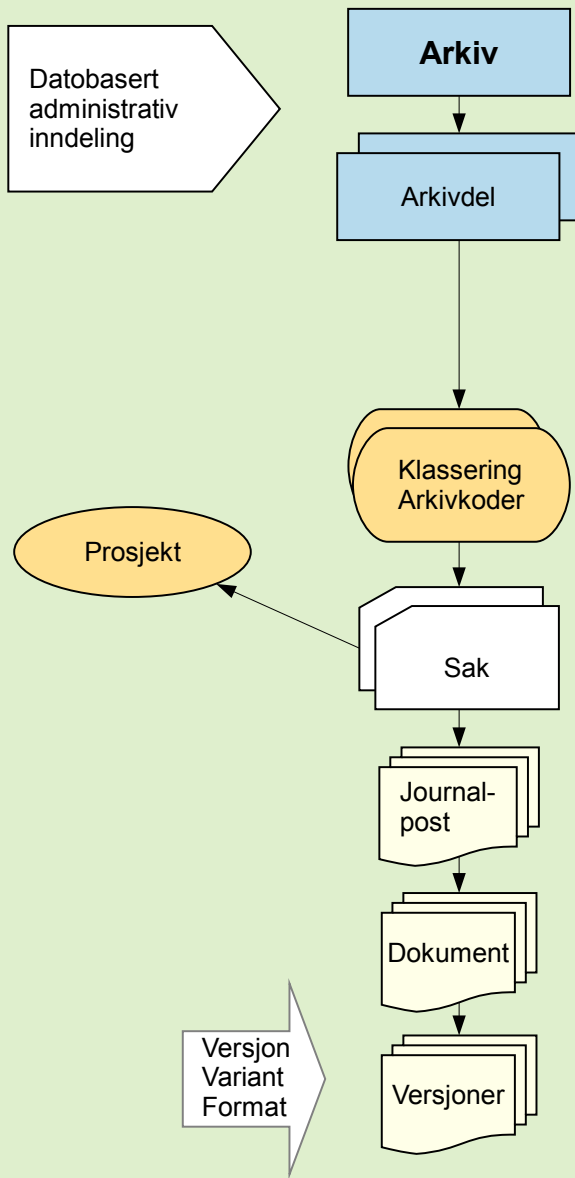 Datobasert
administrativ
inndeling
Arkiv
Arkivdel
Klassering
Arkivkoder
Prosjekt
Sak
Journal-
post
Dokument
Versjon
Variant
Format
Versjoner